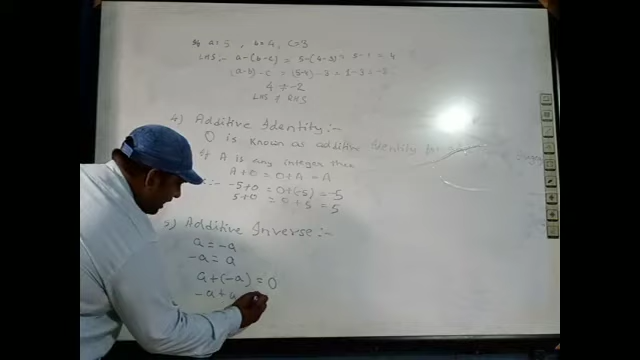 If a=5, b=4, c=3
LHS:- a-(b-c) = 5-(4-3) = 5-1 = 4
(a-b)-c = (5-4)-3 = 1-3 = -2
4 ≠ -2
LHS ≠ RHS
4) Additive Identity:-
0 is known as additive identity for
If A is any integer then
A+0 = 0+A = A
-5+0 = 0+(-5) = -5
5+0 = 0+5 = 5
Additive Inverse:-
a = -a
-a = a
a+(-a) = 0
-a+a